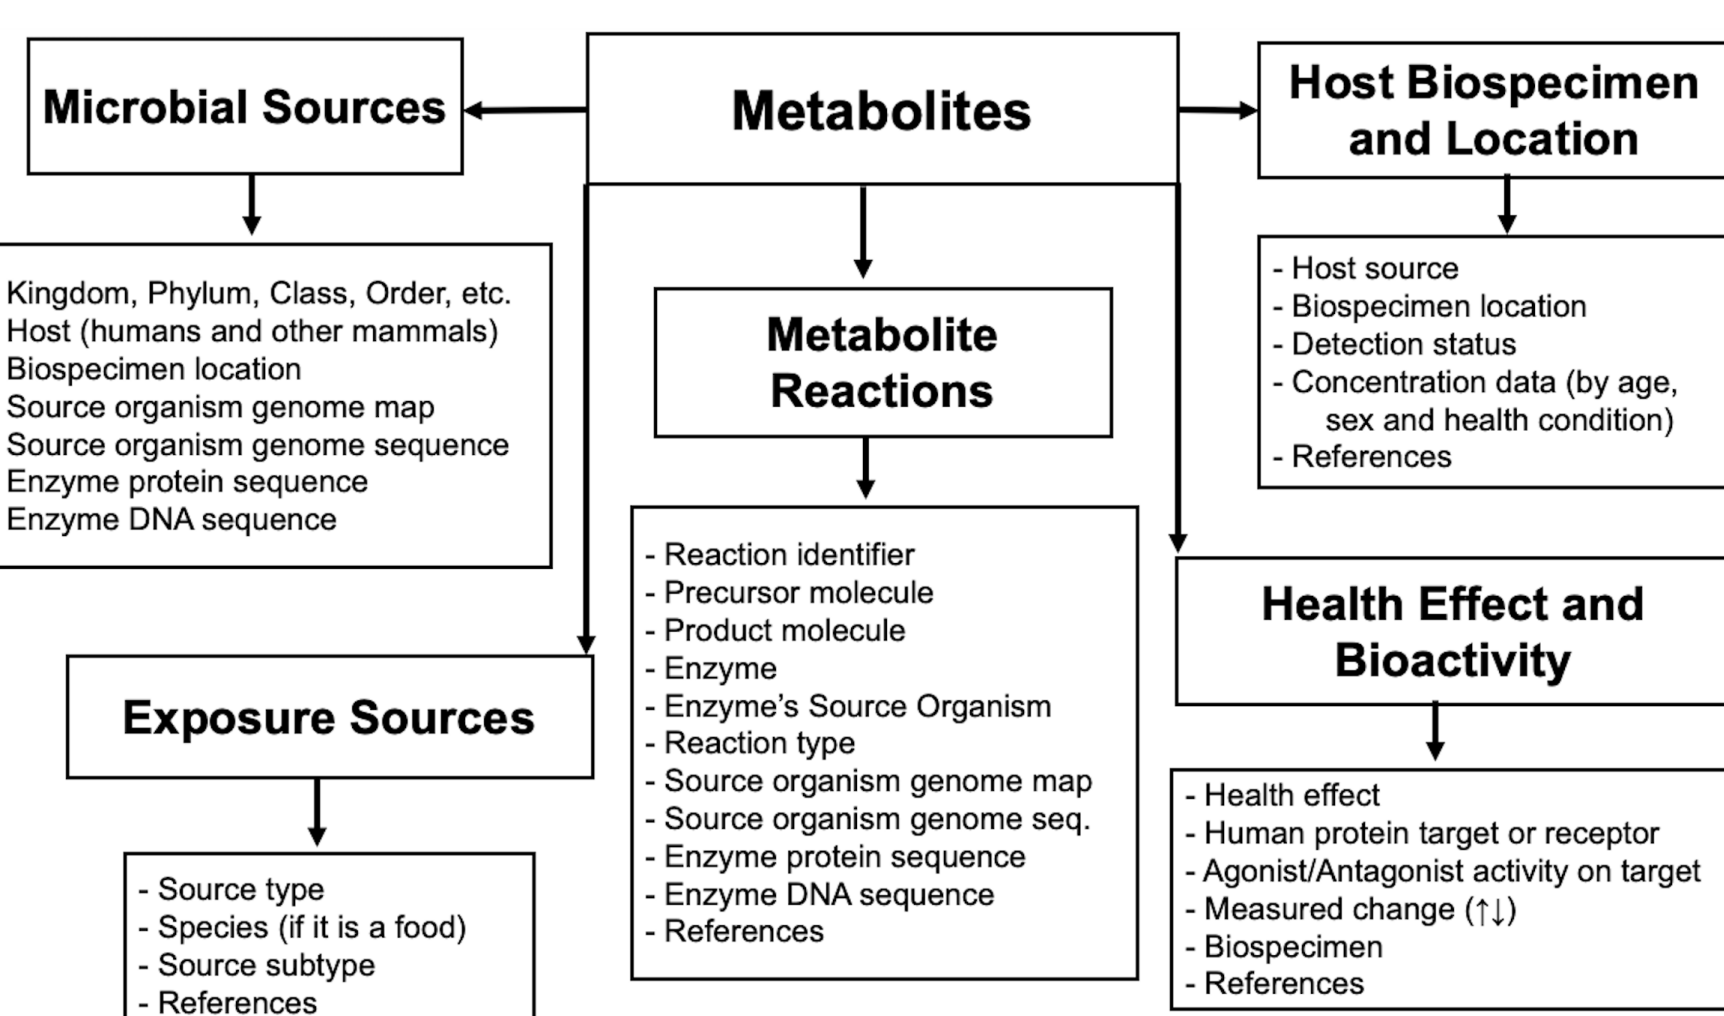 Microbial Sources
Metabolites
Host Biospecimen
and Location
Kingdom, Phylum, Class, Order, etc.
Host (humans and other mammals)
Biospecimen location
Source organism genome map
Source organism genome sequence
Enzyme protein sequence
Enzyme DNA sequence
Metabolite
Reactions
- Host source
- Biospecimen location
- Detection status
- Concentration data (by age,
sex and health condition)
- References
Exposure Sources
- Source type
- Species (if it is a food)
- Source subtype
- References
- Reaction identifier
- Precursor molecule
- Product molecule
- Enzyme
- Enzyme’s Source Organism
- Reaction type
- Source organism genome map
- Source organism genome seq.
- Enzyme protein sequence
- Enzyme DNA sequence
- References
Health Effect and
Bioactivity
- Health effect
- Human protein target or receptor
- Agonist/Antagonist activity on target
- Measured change (↑↓)
- Biospecimen
- References